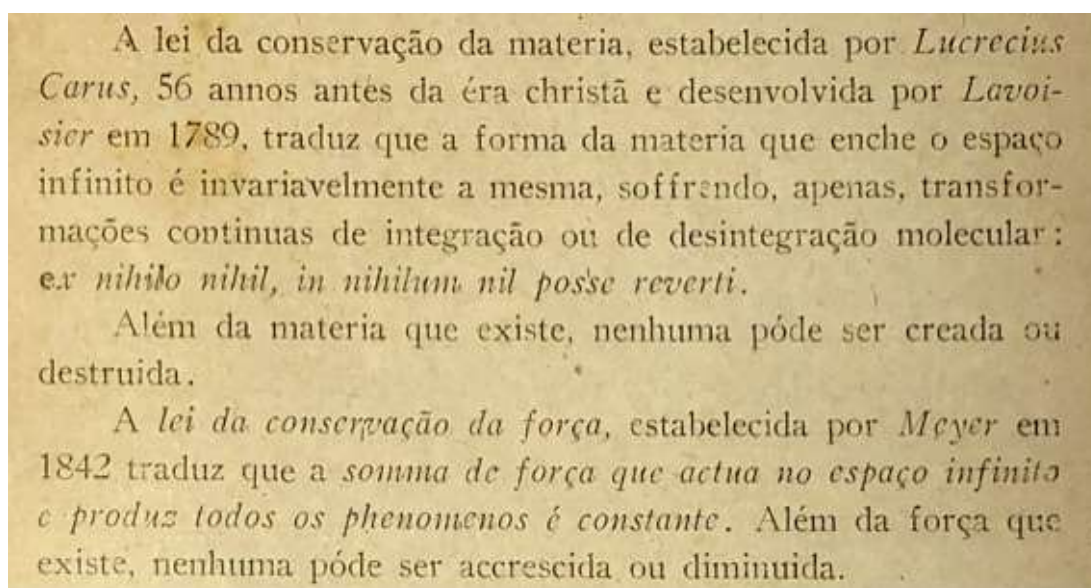 A lei da conservação da materia, estabelecida por Lucrecius
Carus, 56 annos antes da éra christã e desenvolvida por Lavoi-
sier em 1789, traduz que a forma da materia que enche o espaço
infinito é invariavelmente a mesma, soffrendo, apenas, transfor-
mações continuas de integração ou de desintegração molecular:
ex nihilo nihil, in nihilum nil posse reverti.
Além da materia que existe, nenhuma póde ser creada ou
destruida.
A lei da conservação da força, estabelecida por Meyer em
1842 traduz que a somma de força que actua no espaço infinito
e produz todos os phenomenos é constante. Além da força que
existe, nenhuma póde ser accrescida ou diminuida.